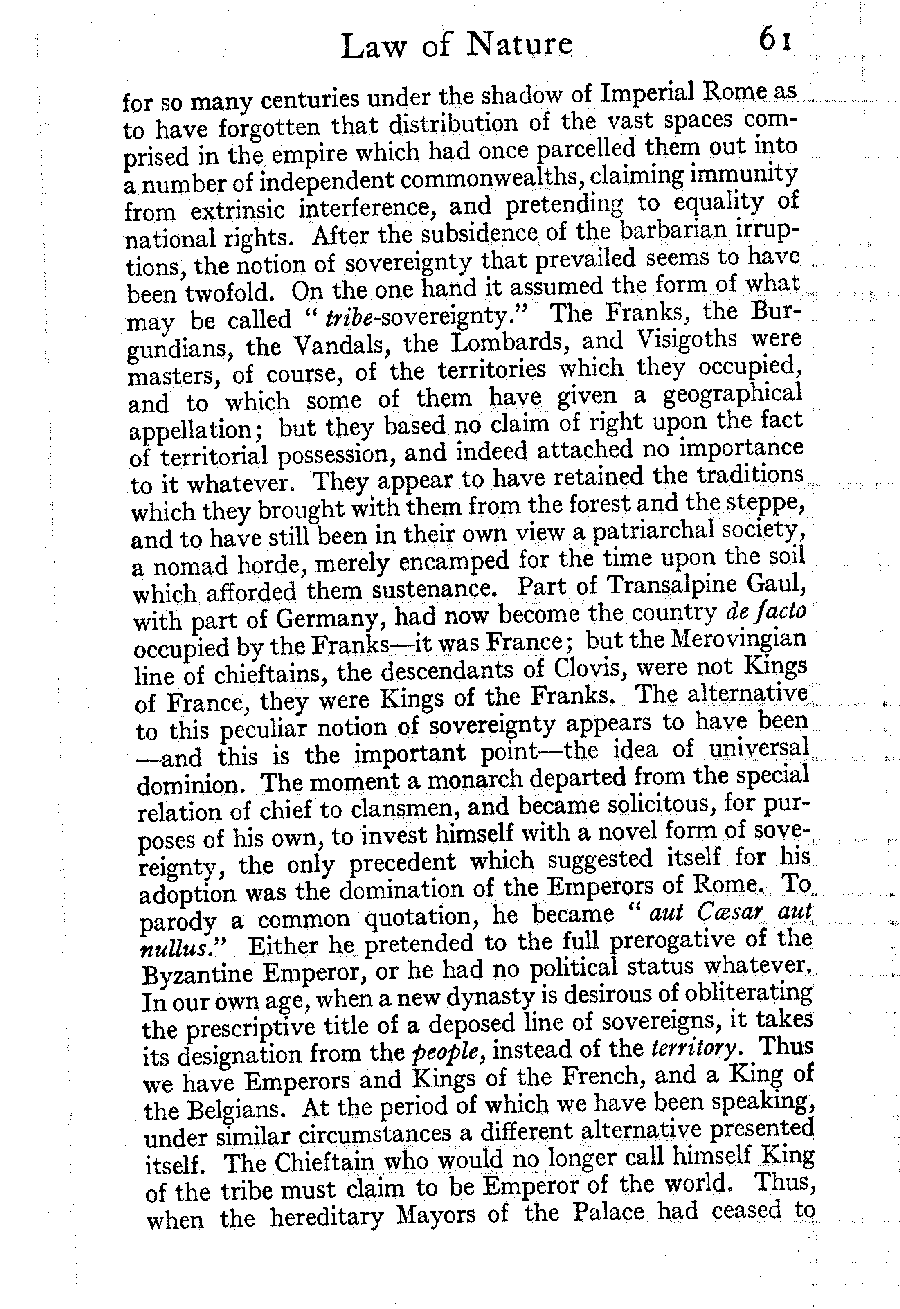 Law of Nature 61
for so many centuries under the shadow of Imperial Rome as
to have forgotten that distribution of the vast spaces com-
prised in the empire which had once parcelled them out into
a number of independent commonwealths, claiming immunity
from extrinsic interference, and pretending to equality of
national rights. After the subsidence of the barbarian irrup-
tions, the notion of sovereignty that prevailed seems to have
been twofold. On the one hand it assumed the form of what
may be called “ tribe-sovereignty.” The Franks, the Bur-
gundians, the Vandals, the Lombards, and Visigoths were
masters, of course, of the territories which they occupied,
and to which some of them have given a geographical
appellation; but they based no claim of right upon the fact
of territorial possession, and indeed attached no importance
to it whatever. They appear to have retained the traditions
which they brought with them from the forest and the steppe,
and to have still been in their own view a patriarchal society,
a nomad horde, merely encamped for the time upon the soil
which afforded them sustenance. Part of Transalpine Gaul,
with part of Germany, had now become the country de facto
occupied by the Franks—it was France; but the Merovingian
line of chieftains, the descendants of Clovis, were not Kings
of France, they were Kings of the Franks. The alternative
to this peculiar notion of sovereignty appears to have been
—and this is the important point—the idea of universal
dominion. The moment a monarch departed from the special
relation of chief to clansmen, and became solicitous, for pur-
poses of his own, to invest himself with a novel form of sove-
reignty, the only precedent which suggested itself for his
adoption was the domination of the Emperors of Rome. To
parody a common quotation, he became “ aut Cæsar aut
nullus.” Either he pretended to the full prerogative of the
Byzantine Emperor, or he had no political status whatever.
In our own age, when a new dynasty is desirous of obliterating
the prescriptive title of a deposed line of sovereigns, it takes
its designation from the people, instead of the territory. Thus
we have Emperors and Kings of the French, and a King of
the Belgians. At the period of which we have been speaking,
under similar circumstances a different alternative presented
itself. The Chieftain who would no longer call himself King
of the tribe must claim to be Emperor of the world. Thus,
when the hereditary Mayors of the Palace had ceased to